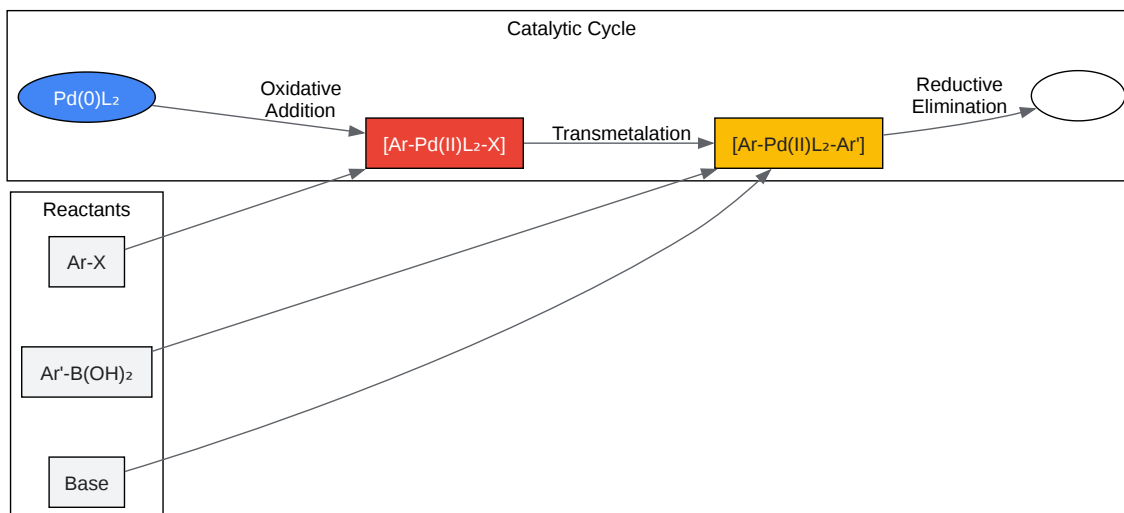 Catalytic Cycle
Pd(0)L₂
Oxidative
Addition
[Ar-Pd(II)L₂-X]
Transmetalation
[Ar-Pd(II)L₂-Ar']
Reductive
Elimination
Reactants
Ar-X
Ar'-B(OH)₂
Base